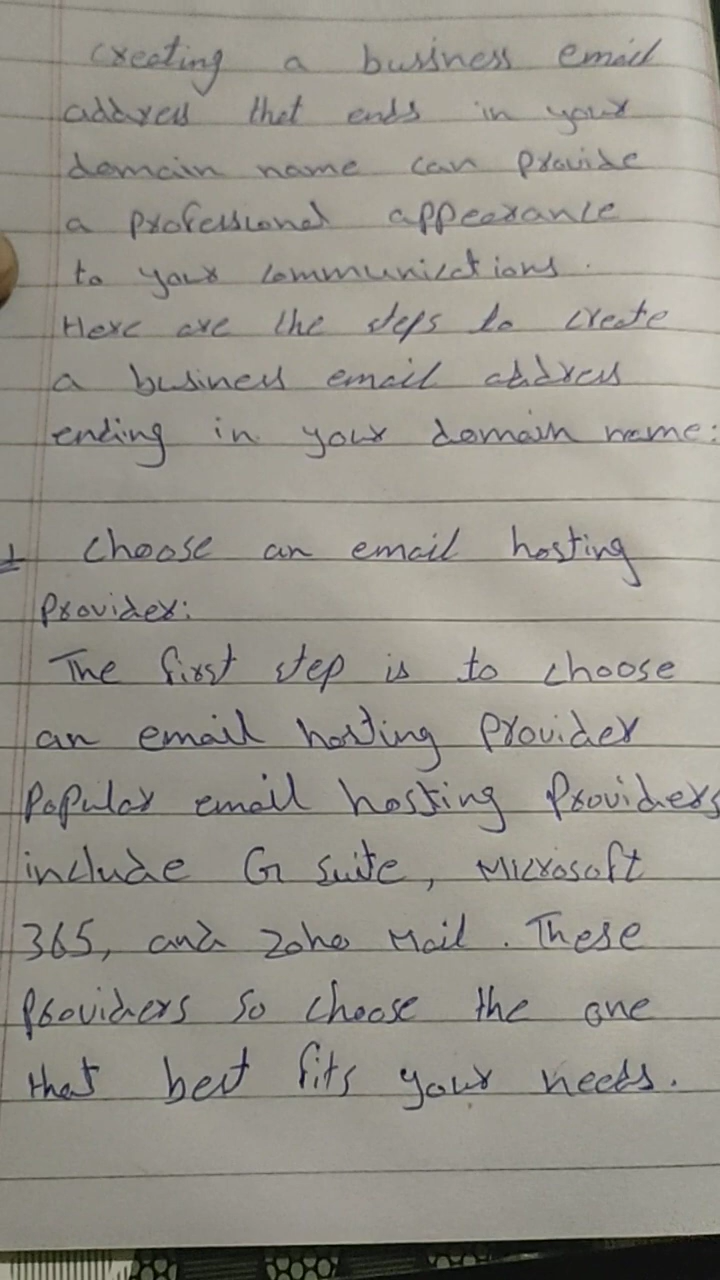 Creating a business email
address that ends in your
domain name can provide
a professional appearance
to your communications.
Here are the steps to create
a business email address
ending in your domain name:
1 Choose an email hosting
Provider:
The first step is to choose
an email hosting provider
Popular email hosting Providers
include G suite, Microsoft
365, and Zoho Mail. These
Providers so choose the one
that best fits your needs.